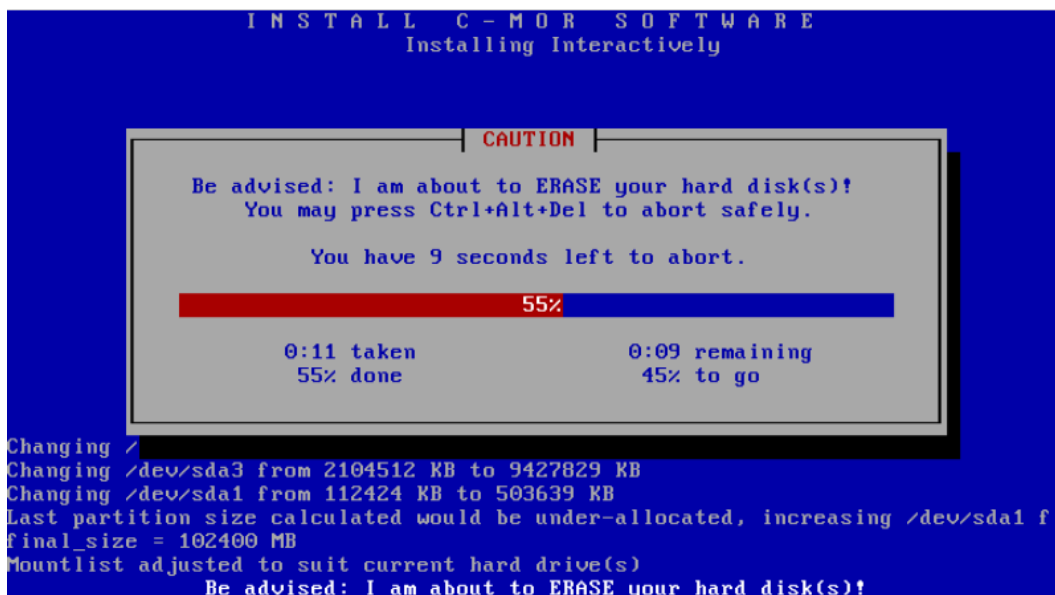 INSTALL C-MOR SOFTWARE
Installing Interactively
CAUTION
Be advised: I am about to ERASE your hard disk(s)!
You may press Ctrl+Alt+Del to abort safely.
You have 9 seconds left to abort.
55%
0:11 taken 0:09 remaining
55% done 45% to go
Changing /
Changing /dev/sda3 from 2104512 KB to 9427829 KB
Changing /dev/sda1 from 112424 KB to 503639 KB
Last partition size calculated would be under-allocated, increasing /dev/sda1 f
final_size = 102400 MB
Mountlist adjusted to suit current hard drive(s)
Be advised: I am about to ERASE your hard disk(s)!